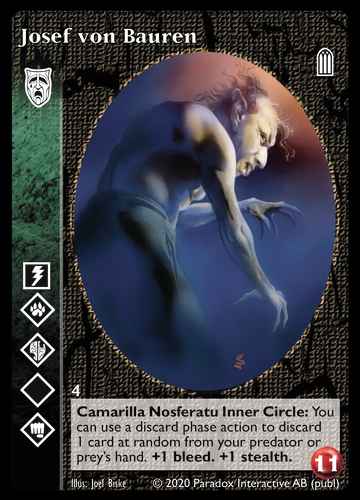 Josef von Bauren
4
Camarilla Nosferatu Inner Circle: You
can use a discard phase action to discard
1 card at random from your predator or
prey's hand. +1 bleed. +1 stealth.
11
Illus: Joel Biske © 2020 Paradox Interactive AB (publ)